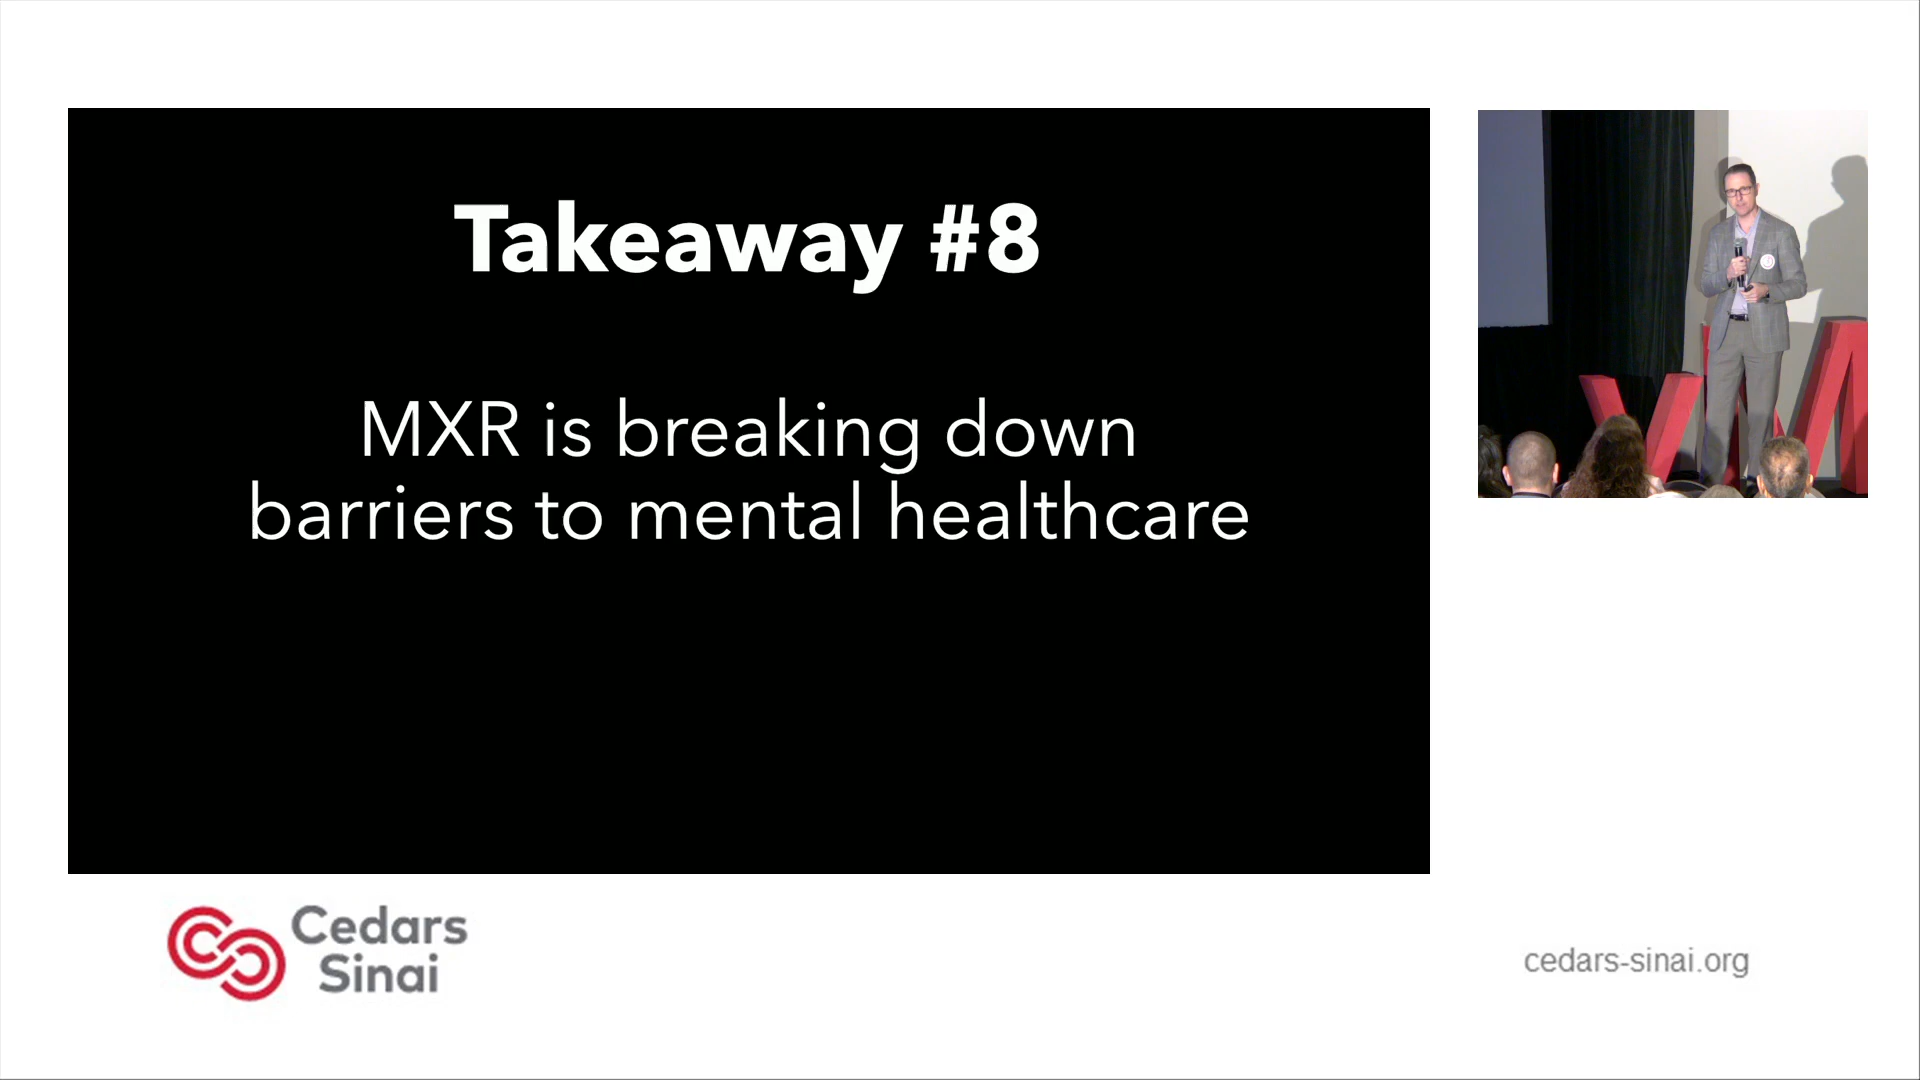 Takeaway #8
MXR is breaking down
barriers to mental healthcare
Cedars
Sinai
cedars-sinai.org